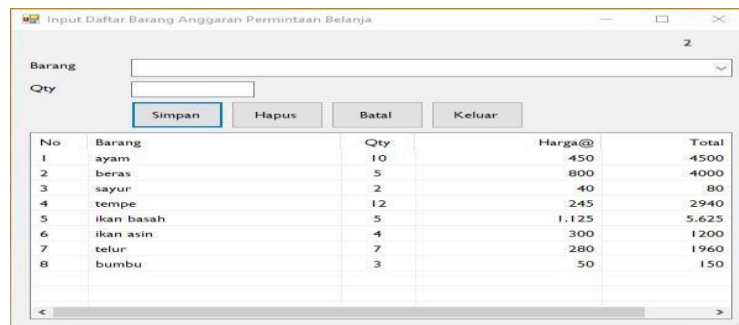 Input Daftar Barang Anggaran Permintaan Belanja
2
Barang
Qty
Simpan Hapus Batal Keluar
No Barang Qty Harga@ Total
1 ayam 10 450 4500
2 beras 5 800 4000
3 sayur 2 40 80
4 tempe 12 245 2940
5 ikan basah 5 1.125 5.625
6 ikan asin 4 300 1200
7 telur 7 280 1960
8 bumbu 3 50 150